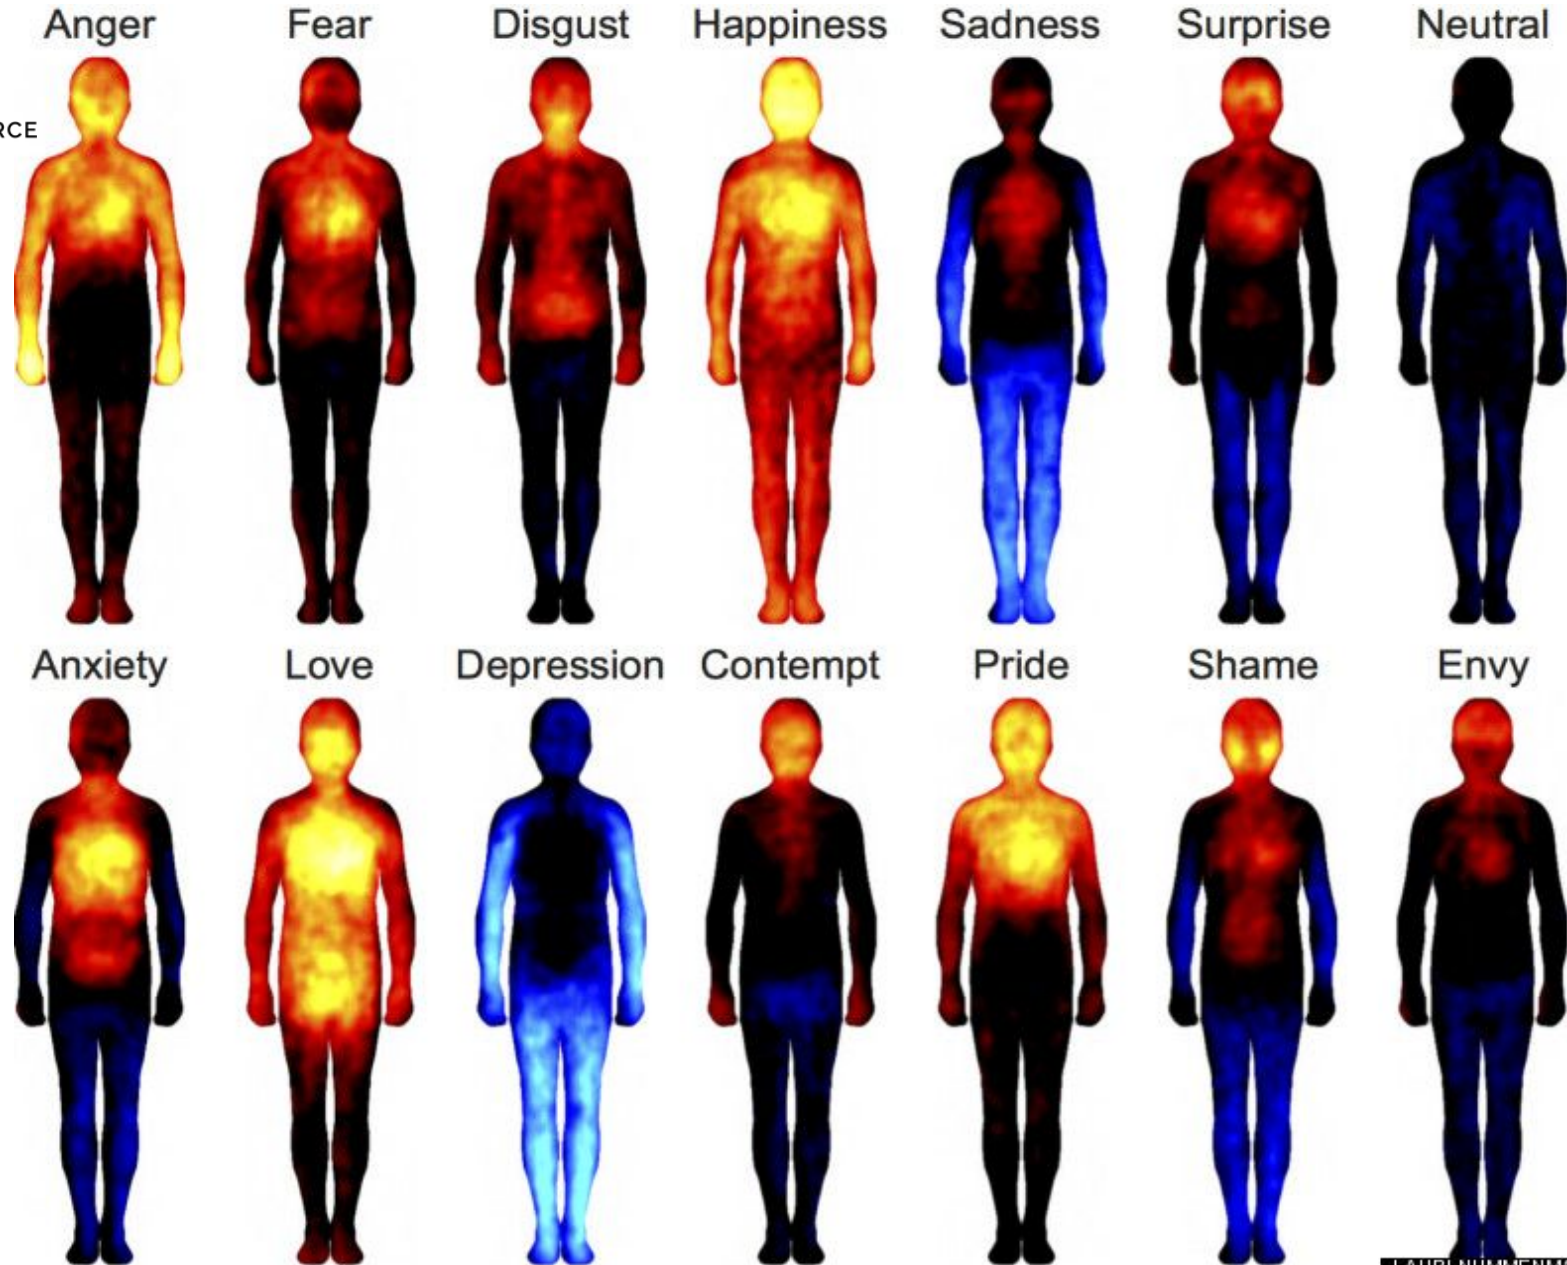 Anger Fear Disgust Happiness Sadness Surprise Neutral
RCE
Anxiety Love Depression Contempt Pride Shame Envy